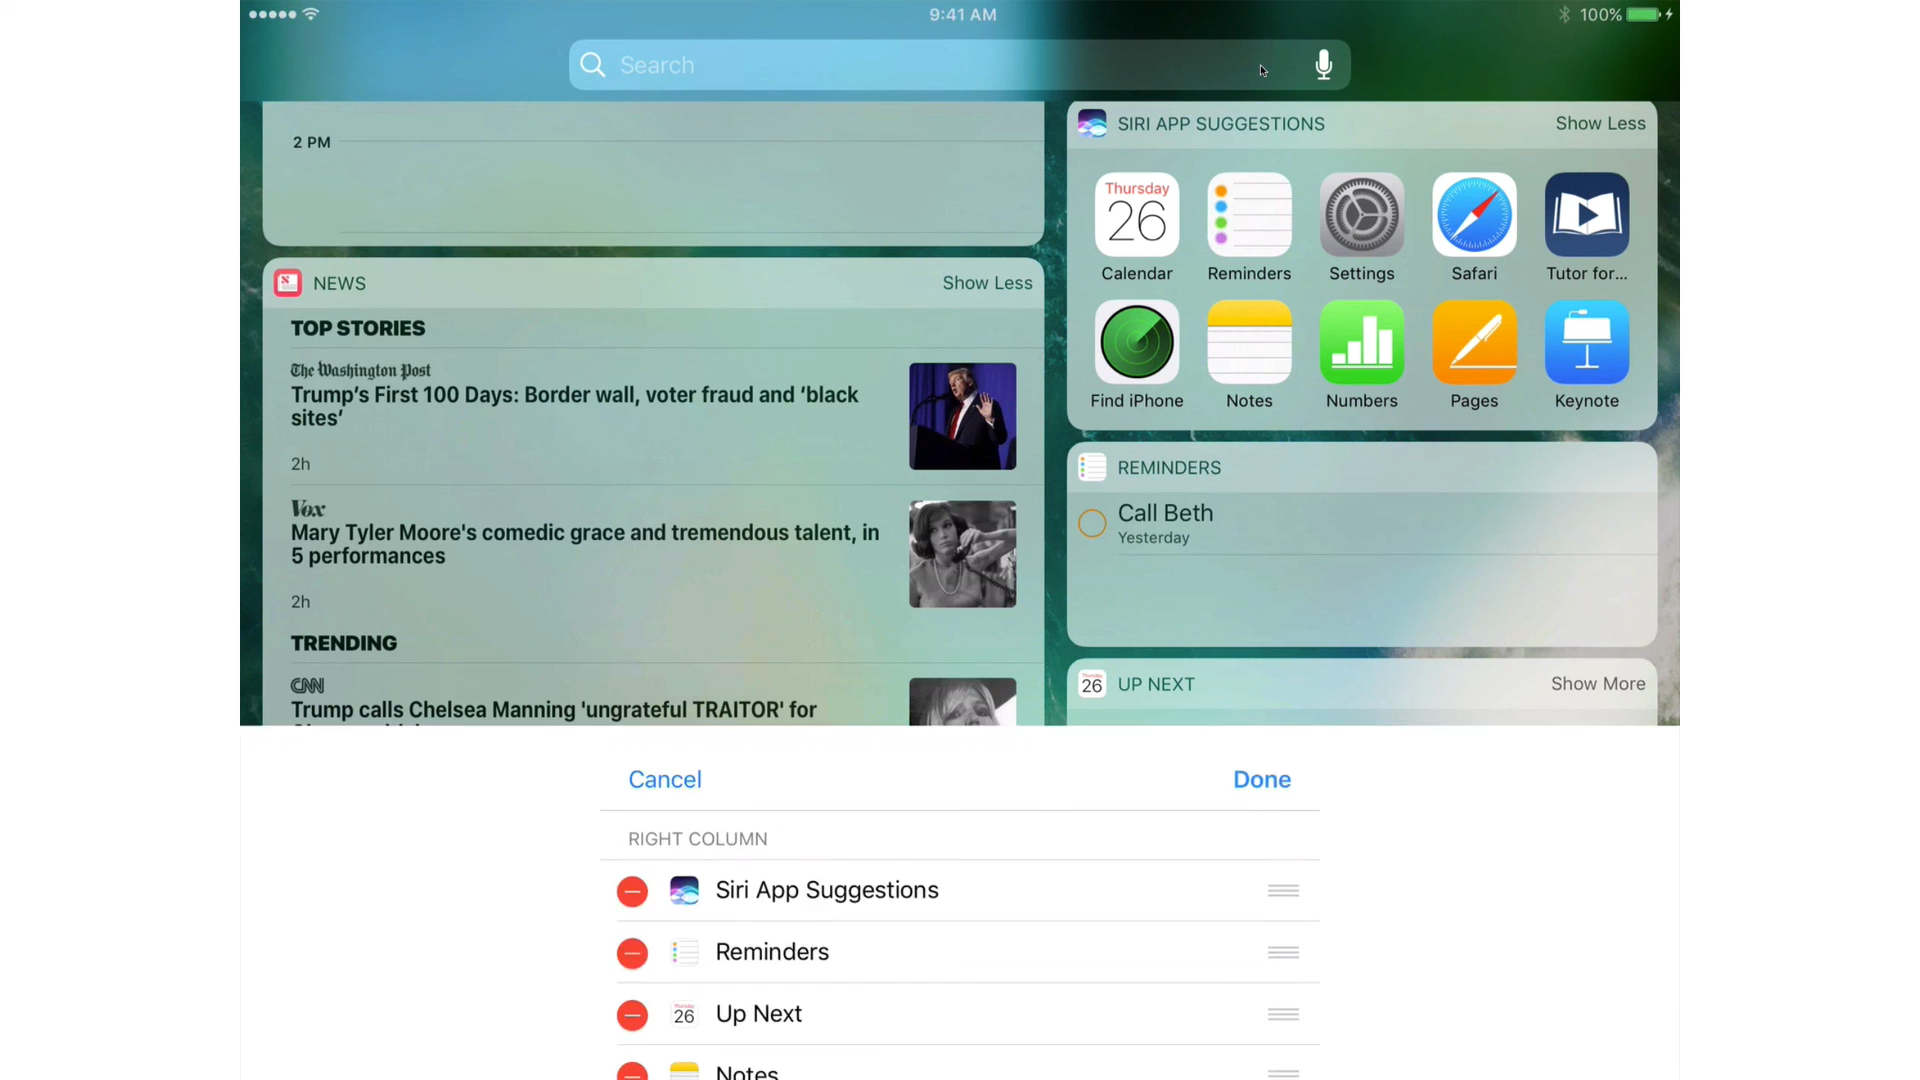 9:41 AM
100%
Search
2 PM
NEWS
Show Less
TOP STORIES
The Washington Post
Trump’s First 100 Days: Border wall, voter fraud and ‘black
sites’
2h
Vox
Mary Tyler Moore's comedic grace and tremendous talent, in
5 performances
2h
TRENDING
CNN
Trump calls Chelsea Manning 'ungrateful TRAITOR' for
SIRI APP SUGGESTIONS
Show Less
Thursday
26
Calendar
Reminders
Settings
Safari
Tutor for...
Find iPhone
Notes
Numbers
Pages
Keynote
REMINDERS
Call Beth
Yesterday
Thursday
26
UP NEXT
Show More
Cancel
Done
RIGHT COLUMN
Siri App Suggestions
Reminders
Thursday
26
Up Next
Notes